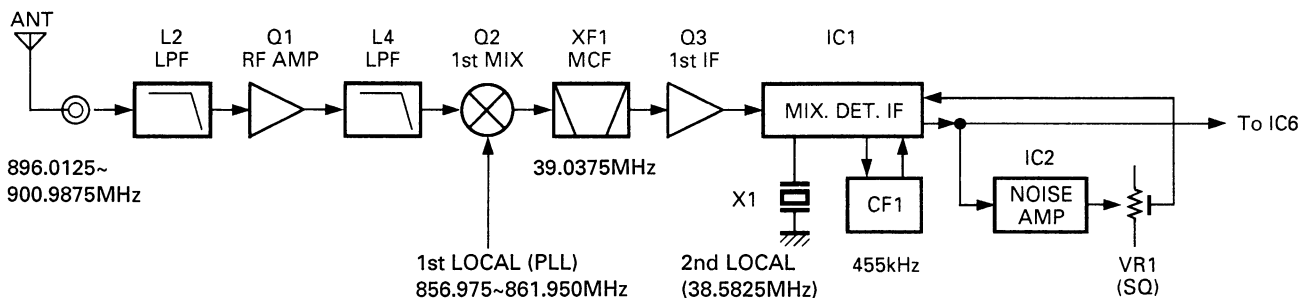 ANT
L2
LPF
Q1
RF AMP
L4
LPF
Q2
1st MIX
XF1
MCF
Q3
1st IF
IC1
MIX. DET. IF
To IC6
896.0125~
900.9875MHz
39.0375MHz
X1
CF1
IC2
NOISE
AMP
1st LOCAL (PLL)
856.975~861.950MHz
2nd LOCAL
(38.5825MHz)
455kHz
VR1
(SQ)